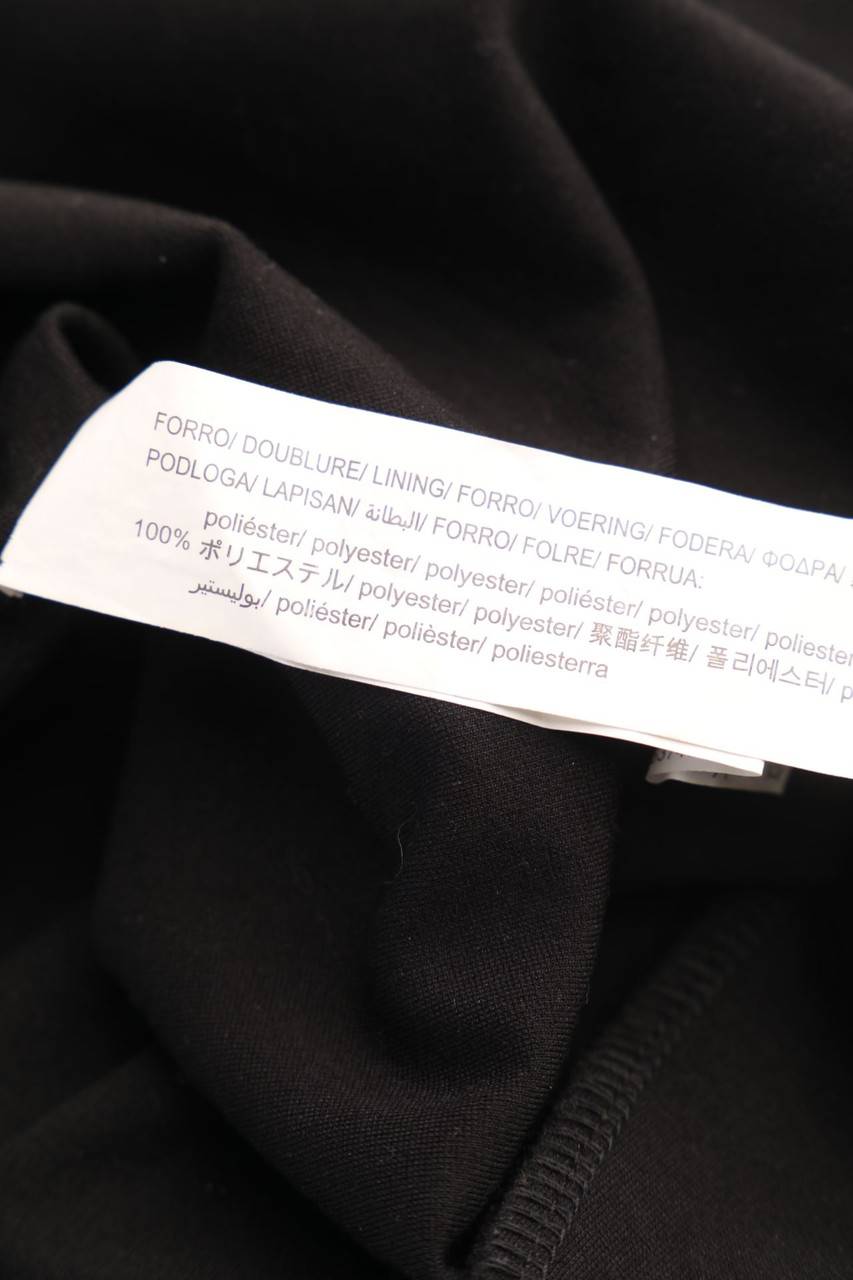 FORRO/ DOUBLURE/ LINING/ FORRO/ VOERING/ FODERA/ ΦΟΔΡΑ/
PODLOGA/ LAPISAN/ البطانة/ FORRO/ FOLRE/ FORRUA:
poliéster/ polyester/ polyester/ poliéster/ polyester/ poliester
100% ポリエステル/ polyester/ polyester/ 聚酯纤维/ 폴리에스터/ p
بوليستير/ poliéster/ polièster/ poliesterra